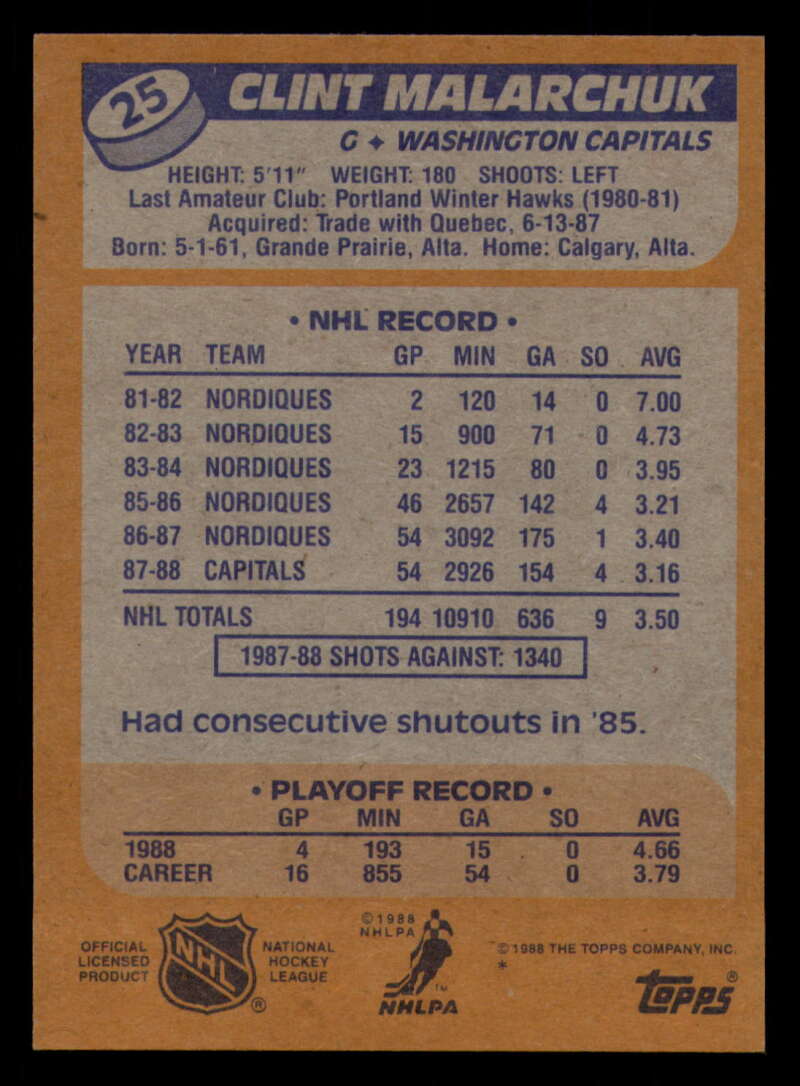 25
CLINT MALARCHUK
G ✦ WASHINGTON CAPITALS
HEIGHT: 5'11" WEIGHT: 180 SHOOTS: LEFT
Last Amateur Club: Portland Winter Hawks (1980-81)
Acquired: Trade with Quebec, 6-13-87
Born: 5-1-61, Grande Prairie, Alta. Home: Calgary, Alta.
• NHL RECORD •
YEAR TEAM GP MIN GA SO AVG
81-82 NORDIQUES 2 120 14 0 7.00
82-83 NORDIQUES 15 900 71 0 4.73
83-84 NORDIQUES 23 1215 80 0 3.95
85-86 NORDIQUES 46 2657 142 4 3.21
86-87 NORDIQUES 54 3092 175 1 3.40
87-88 CAPITALS 54 2926 154 4 3.16
NHL TOTALS 194 10910 636 9 3.50
1987-88 SHOTS AGAINST: 1340
Had consecutive shutouts in '85.
• PLAYOFF RECORD •
GP MIN GA SO AVG
1988 4 193 15 0 4.66
CAREER 16 855 54 0 3.79
OFFICIAL
LICENSED
PRODUCT
NHL
®
NATIONAL
HOCKEY
LEAGUE
©1988
NHLPA
TM
NHLPA
©1988 THE TOPPS COMPANY, INC.
*
topps®